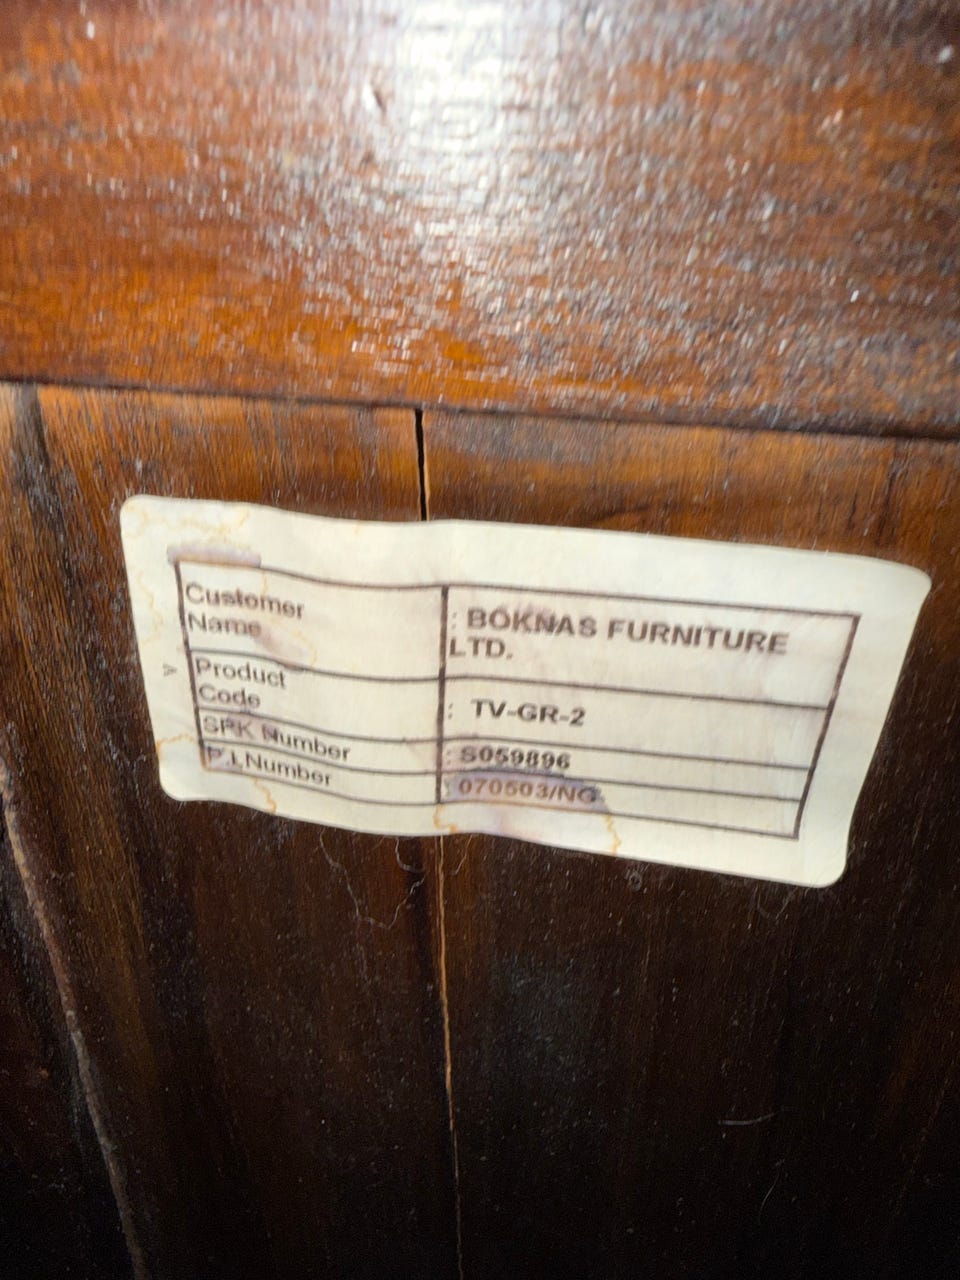 Customer : BOKNAS FURNITURE
Name LTD.
Product
Code : TV-GR-2
SPK Number : S059896
P.I.Number : 070503/NG
A